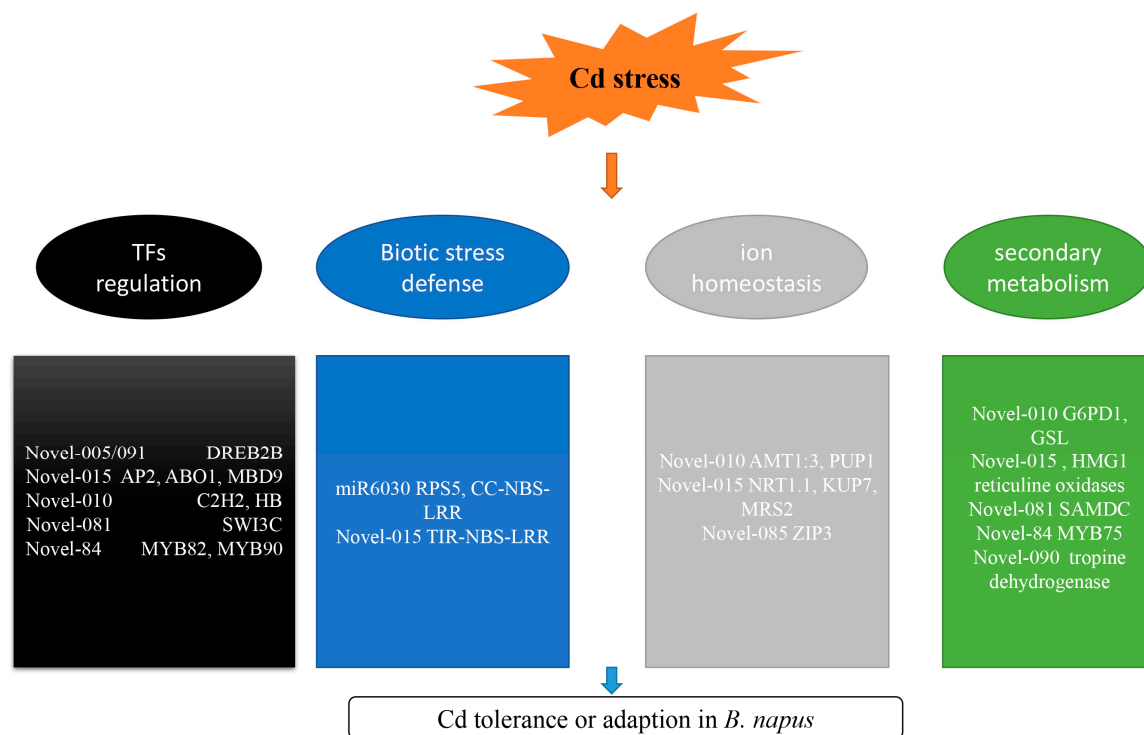 Cd stress
TFs
regulation
Biotic stress
defense
ion
homeostasis
secondary
metabolism
Novel-005/091 DREB2B
Novel-015 AP2, ABO1, MBD9
Novel-010 C2H2, HB
Novel-081 SWI3C
Novel-84 MYB82, MYB90
miR6030 RPS5, CC-NBS-
LRR
Novel-015 TIR-NBS-LRR
Novel-010 AMT1:3, PUP1
Novel-015 NRT1.1, KUP7,
MRS2
Novel-085 ZIP3
Novel-010 G6PD1,
GSL
Novel-015 , HMG1
reticuline oxidases
Novel-081 SAMDC
Novel-84 MYB75
Novel-090 tropine
dehydrogenase
Cd tolerance or adaption in B. napus